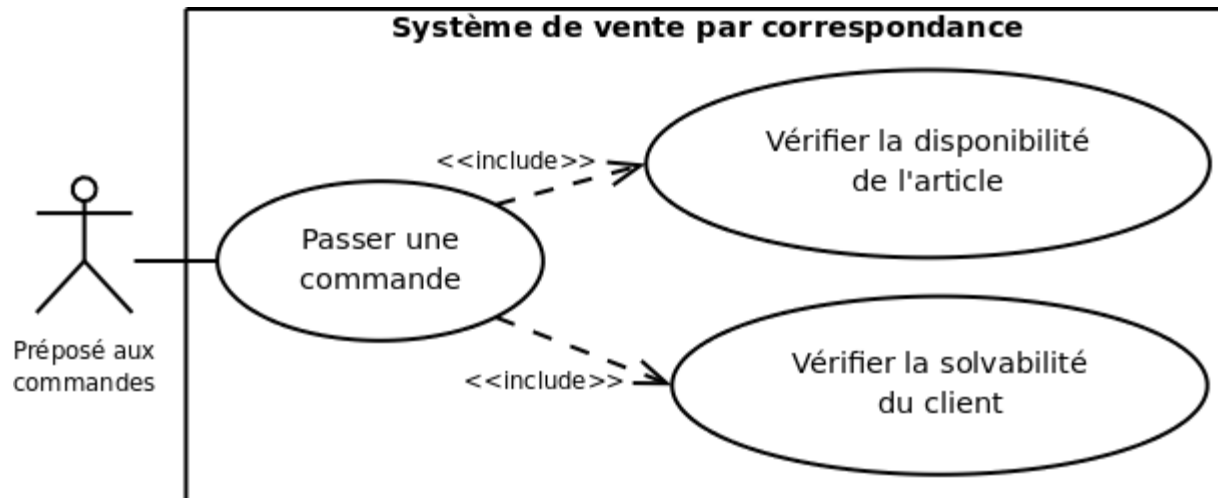 Système de vente par correspondance
Vérifier la disponibilité
de l'article
<<include>>
Passer une
commande
Préposé aux
commandes
<<include>>
Vérifier la solvabilité
du client